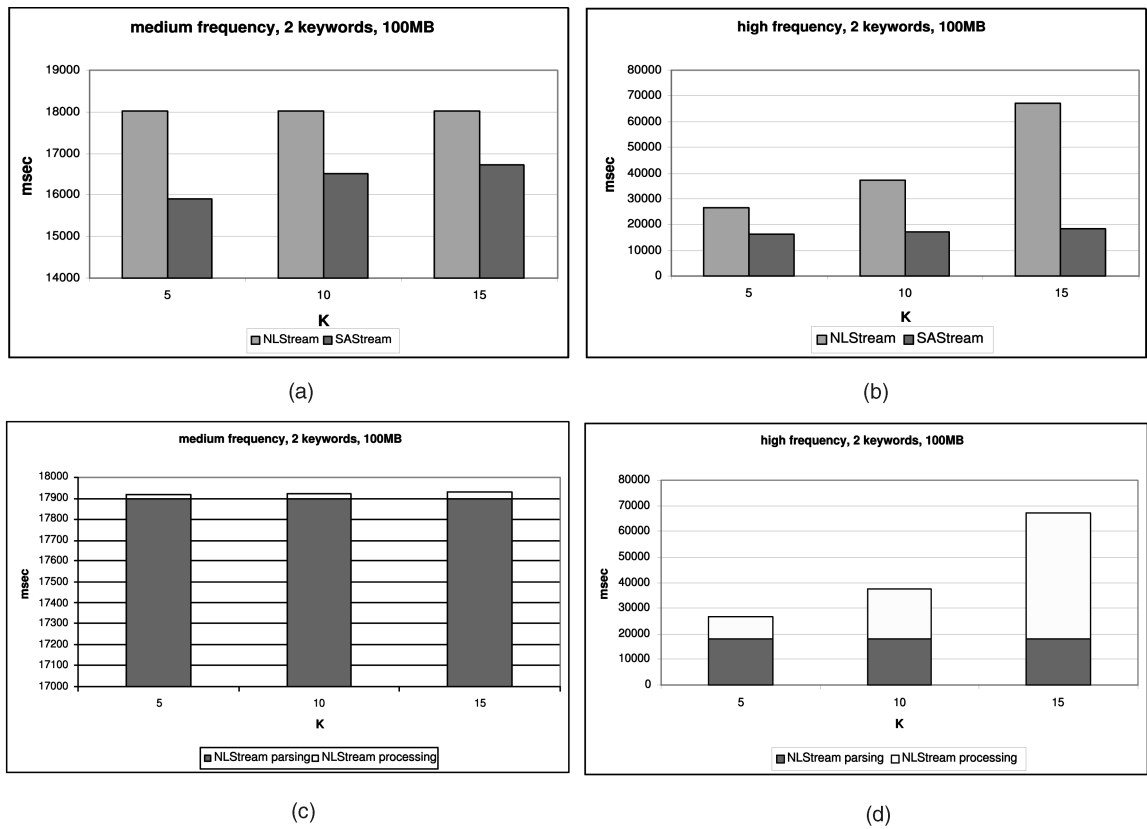 medium frequency, 2 keywords, 100MB
19000
18000
17000
16000
15000
14000
msec
5 10 15
K
NLStream SAStream
(a)
high frequency, 2 keywords, 100MB
80000
70000
60000
50000
40000
30000
20000
10000
0
msec
5 10 15
K
NLStream SAStream
(b)
medium frequency, 2 keywords, 100MB
18000
17900
17800
17700
17600
17500
17400
17300
17200
17100
17000
msec
5 10 15
K
NLStream parsing NLStream processing
(c)
high frequency, 2 keywords, 100MB
80000
70000
60000
50000
40000
30000
20000
10000
0
msec
5 10 15
K
NLStream parsing NLStream processing
(d)